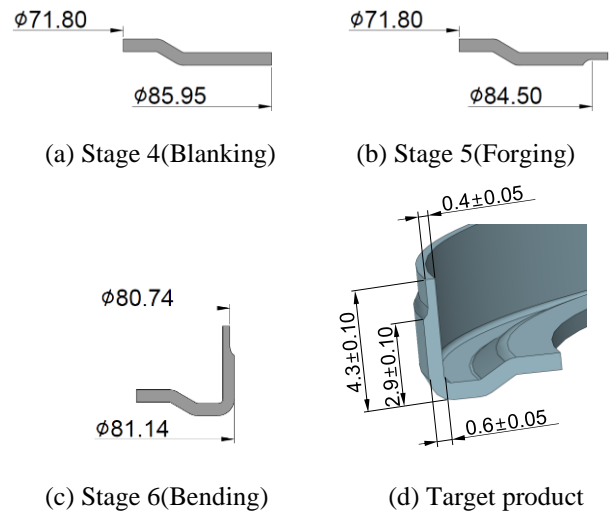 ϕ71.80
ϕ85.95
(a) Stage 4(Blanking)
ϕ71.80
ϕ84.50
(b) Stage 5(Forging)
ϕ80.74
ϕ81.14
(c) Stage 6(Bending)
0.4±0.05
4.3±0.10
2.9±0.10
0.6±0.05
(d) Target product